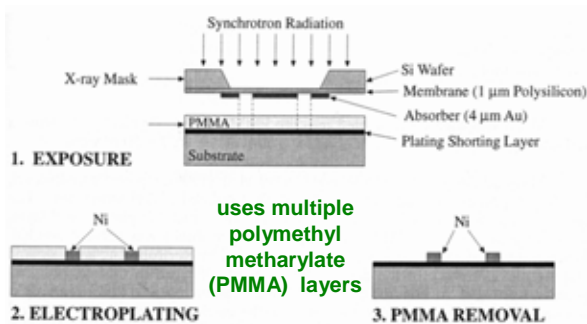 Synchrotron Radiation
X-ray Mask
Si Wafer
Membrane (1 µm Polysilicon)
Absorber (4 µm Au)
PMMA
Plating Shorting Layer
Substrate
1. EXPOSURE
Ni
uses multiple
polymethyl
metharylate
(PMMA) layers
Ni
2. ELECTROPLATING
3. PMMA REMOVAL